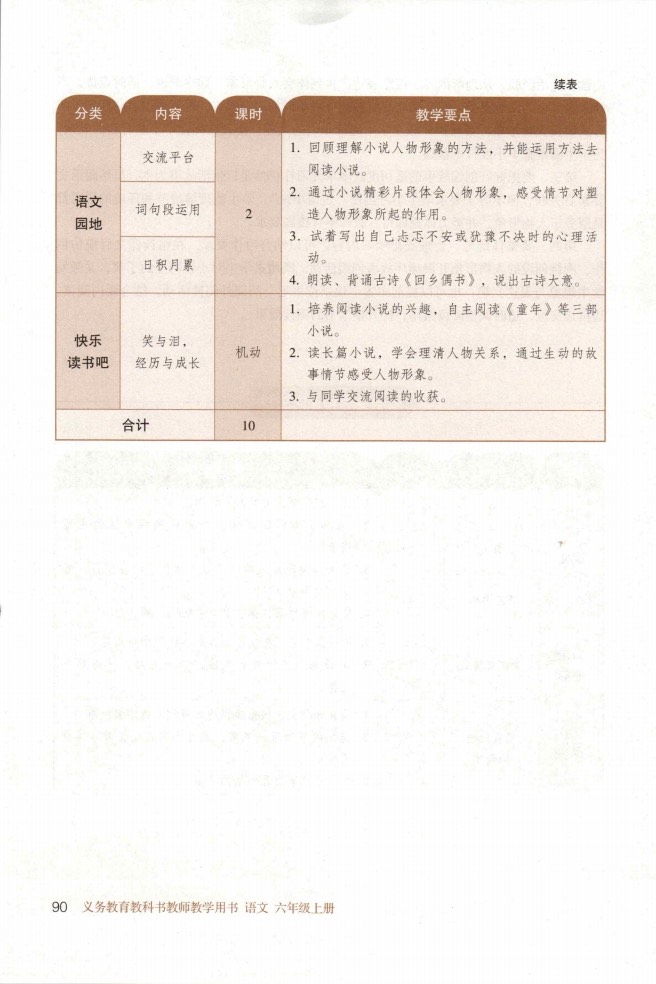 续表
分类 内容 课时 教学要点
语文
园地
交流平台
词句段运用
日积月累
2
1. 回顾理解小说人物形象的方法，并能运用方法去
阅读小说。
2. 通过小说精彩片段体会人物形象，感受情节对塑
造人物形象所起的作用。
3. 试着写出自己忐忑不安或犹豫不决时的心理活
动。
4. 朗读、背诵古诗《回乡偶书》，说出古诗大意。
快乐
读书吧
笑与泪，
经历与成长
机动
1. 培养阅读小说的兴趣，自主阅读《童年》等三部
小说。
2. 读长篇小说，学会理清人物关系，通过生动的故
事情节感受人物形象。
3. 与同学交流阅读的收获。
合计 10
90 义务教育教科书教师教学用书 语文 六年级上册